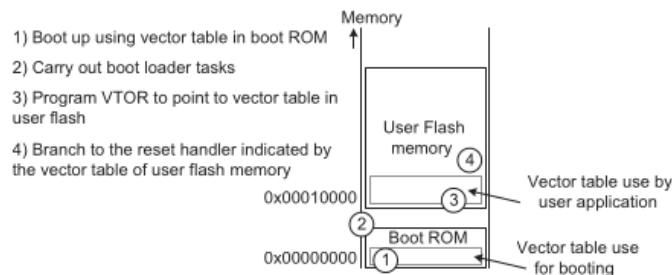 Memory
1) Boot up using vector table in boot ROM
2) Carry out boot loader tasks
3) Program VTOR to point to vector table in
user flash
4) Branch to the reset handler indicated by
the vector table of user flash memory
User Flash
memory
4
0x00010000
3
Vector table use by
user application
2
Boot ROM
0x00000000
1
Vector table use
for booting